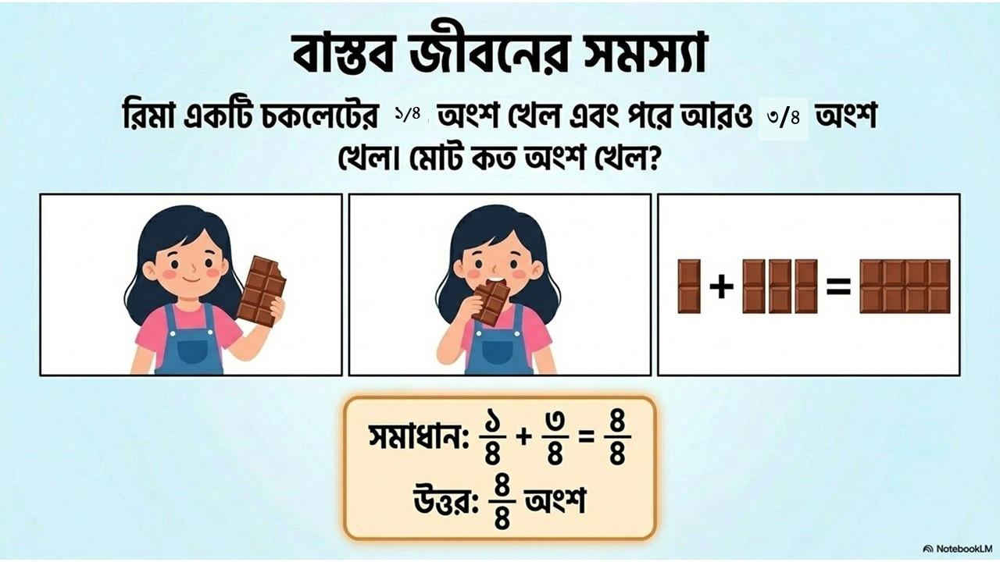 বাস্তব জীবনের সমস্যা
রিমা একটি চকলেটের ১/৪ অংশ খেল এবং পরে আরও ৩/৪ অংশ
খেল। মোট কত অংশ খেল?
+ =
সমাধান: ১/৪ + ৩/৪ = ৪/৪
উত্তর: ৪/৪ অংশ
NotebookLM